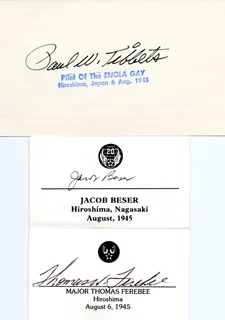 Paul W. Tibbets
Pilot Of The ENOLA GAY
Hiroshima, Japan 6 Aug. 1945
20
Jacob Beser
JACOB BESER
Hiroshima, Nagasaki
August, 1945
Thomas W. Ferebee
MAJOR THOMAS FEREBEE
Hiroshima
August 6, 1945